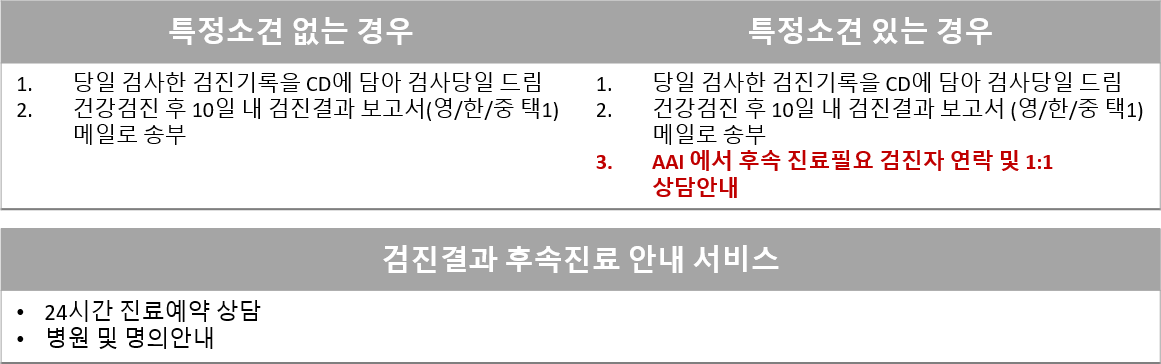 특정소견 없는 경우
1. 당일 검사한 검진기록을 CD에 담아 검사당일 드림
2. 건강검진 후 10일 내 검진결과 보고서(영/한/중 택1)
메일로 송부
특정소견 있는 경우
1. 당일 검사한 검진기록을 CD에 담아 검사당일 드림
2. 건강검진 후 10일 내 검진결과 보고서 (영/한/중 택1)
메일로 송부
3. AAI 에서 후속 진료필요 검진자 연락 및 1:1
상담안내
검진결과 후속진료 안내 서비스
• 24시간 진료예약 상담
• 병원 및 명의안내